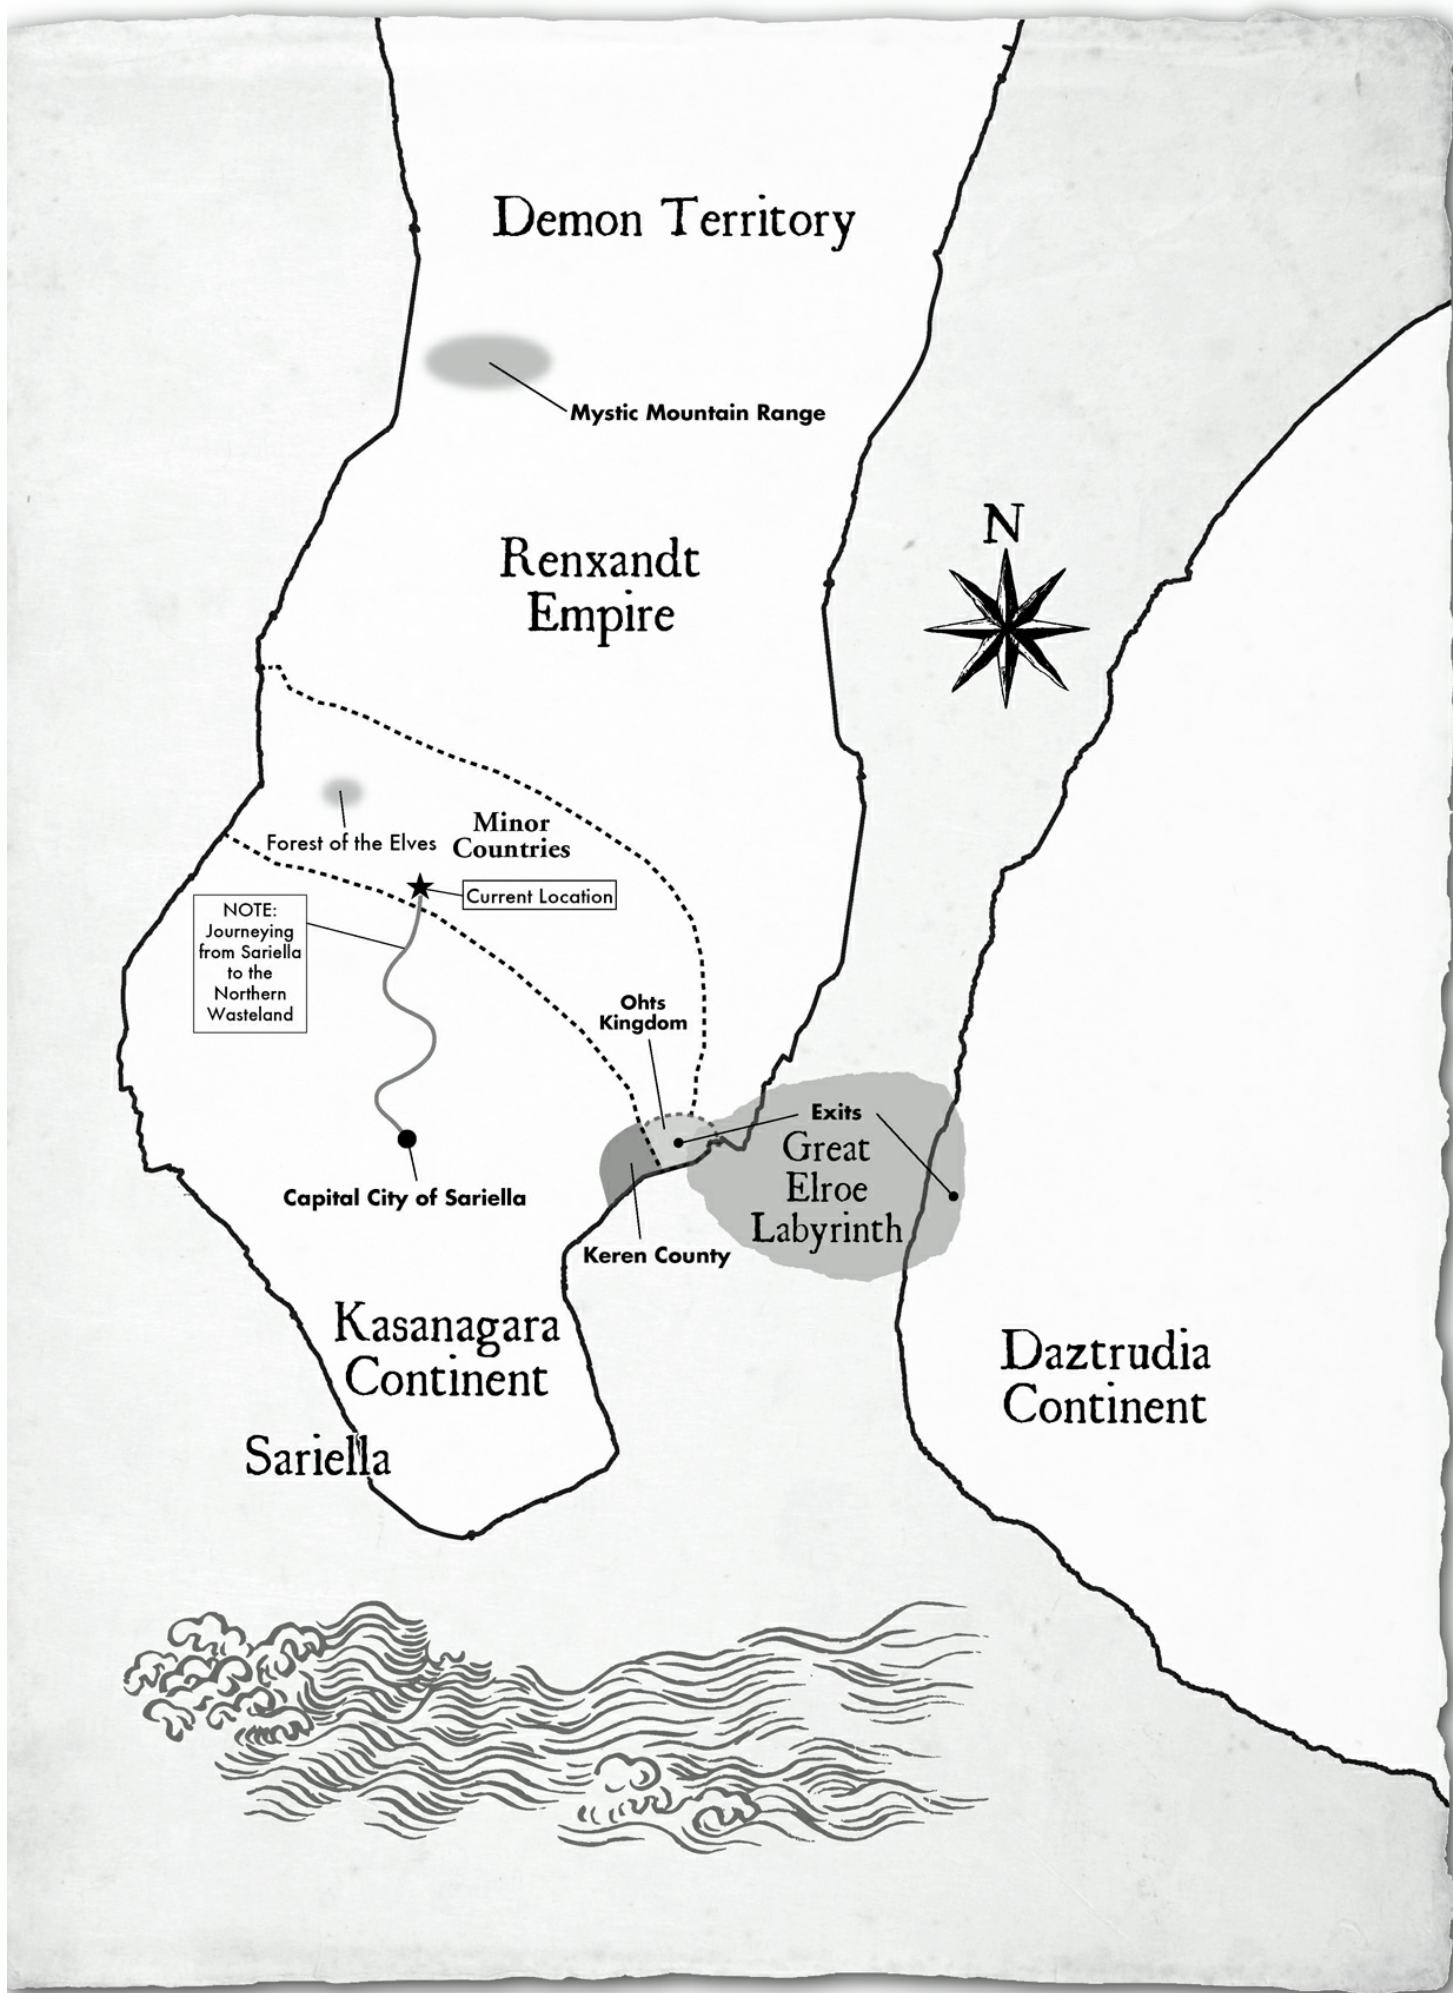 Demon Territory
Mystic Mountain Range
N
Renxandt
Empire
Forest of the Elves
Minor
Countries
Current Location
NOTE:
Journeying
from Sariella
to the
Northern
Wasteland
Ohts
Kingdom
Exits
Great
Elroe
Labyrinth
Capital City of Sariella
Keren County
Kasanagara
Continent
Daztrudia
Continent
Sariella